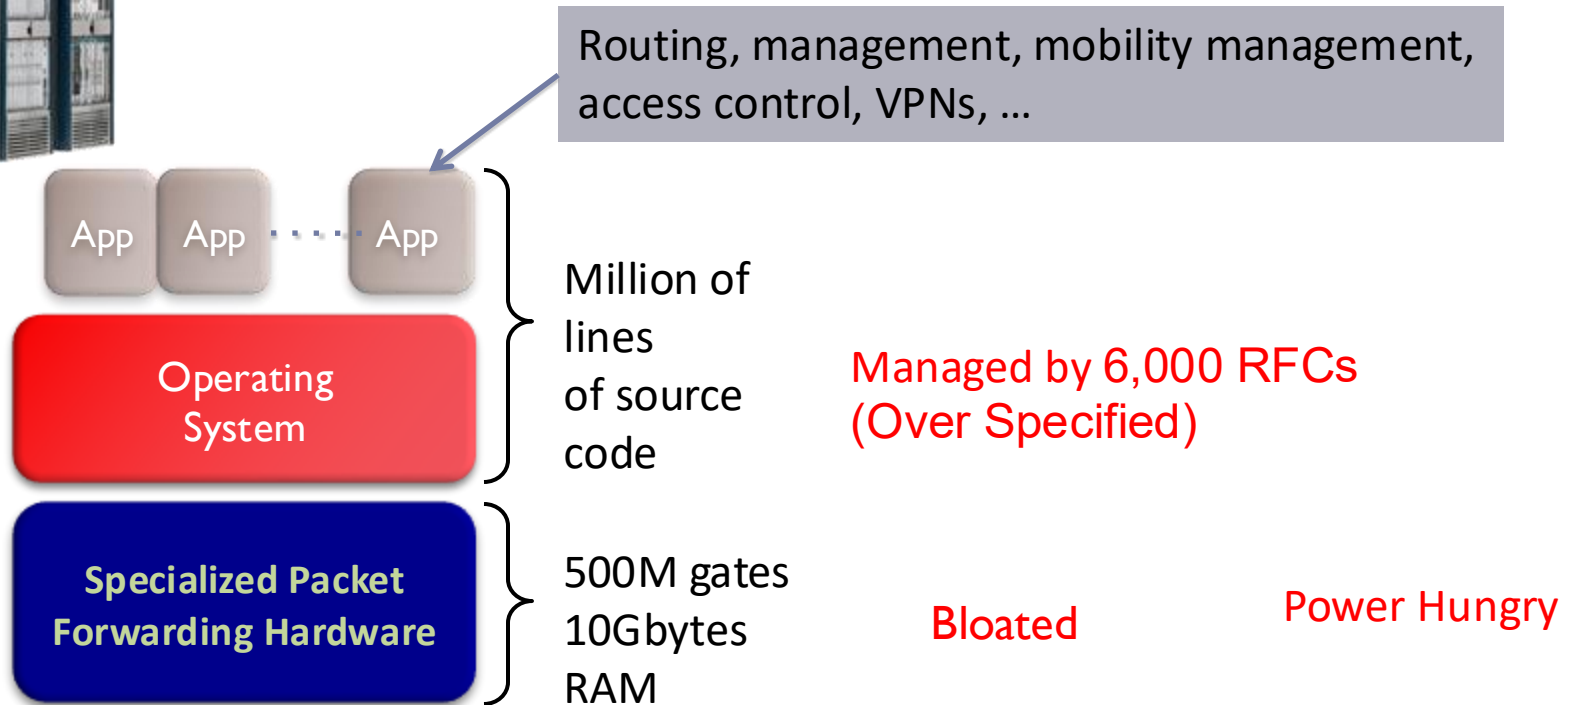 Routing, management, mobility management,
access control, VPNs, ...
App
App
App
Million of
lines
of source
code
Operating
System
Managed by 6,000 RFCs
(Over Specified)
Specialized Packet
Forwarding Hardware
500M gates
10Gbytes
RAM
Bloated
Power Hungry